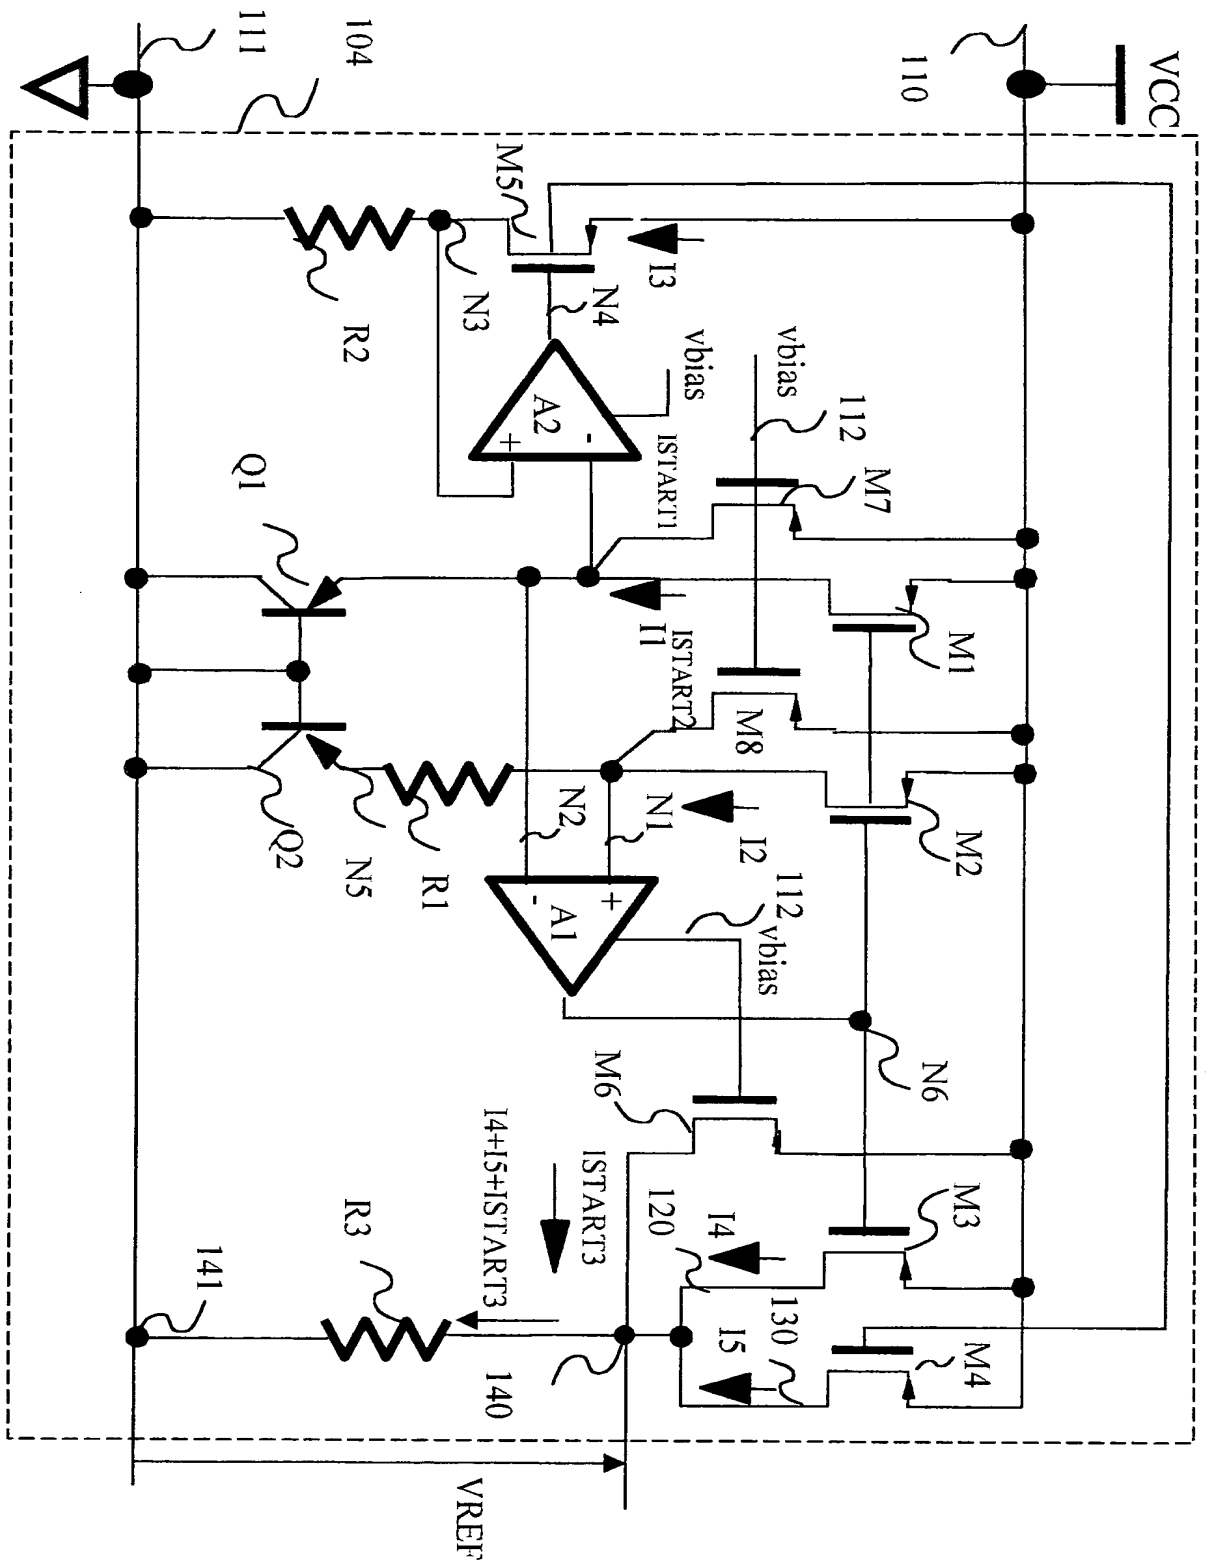 VCC
110
111
104
M5
I3
N4
N3
R2
vbias
A2
+
-
vbias
112
M7
ISTART1
Q1
I1
M1
ISTART2
M8
M2
I2
N1
N2
R1
N5
Q2
A1
+
-
112
vbias
N6
M6
M3
I4
120
ISTART3
I4+I5+ISTART3
R3
141
130
I5
M4
140
VREF